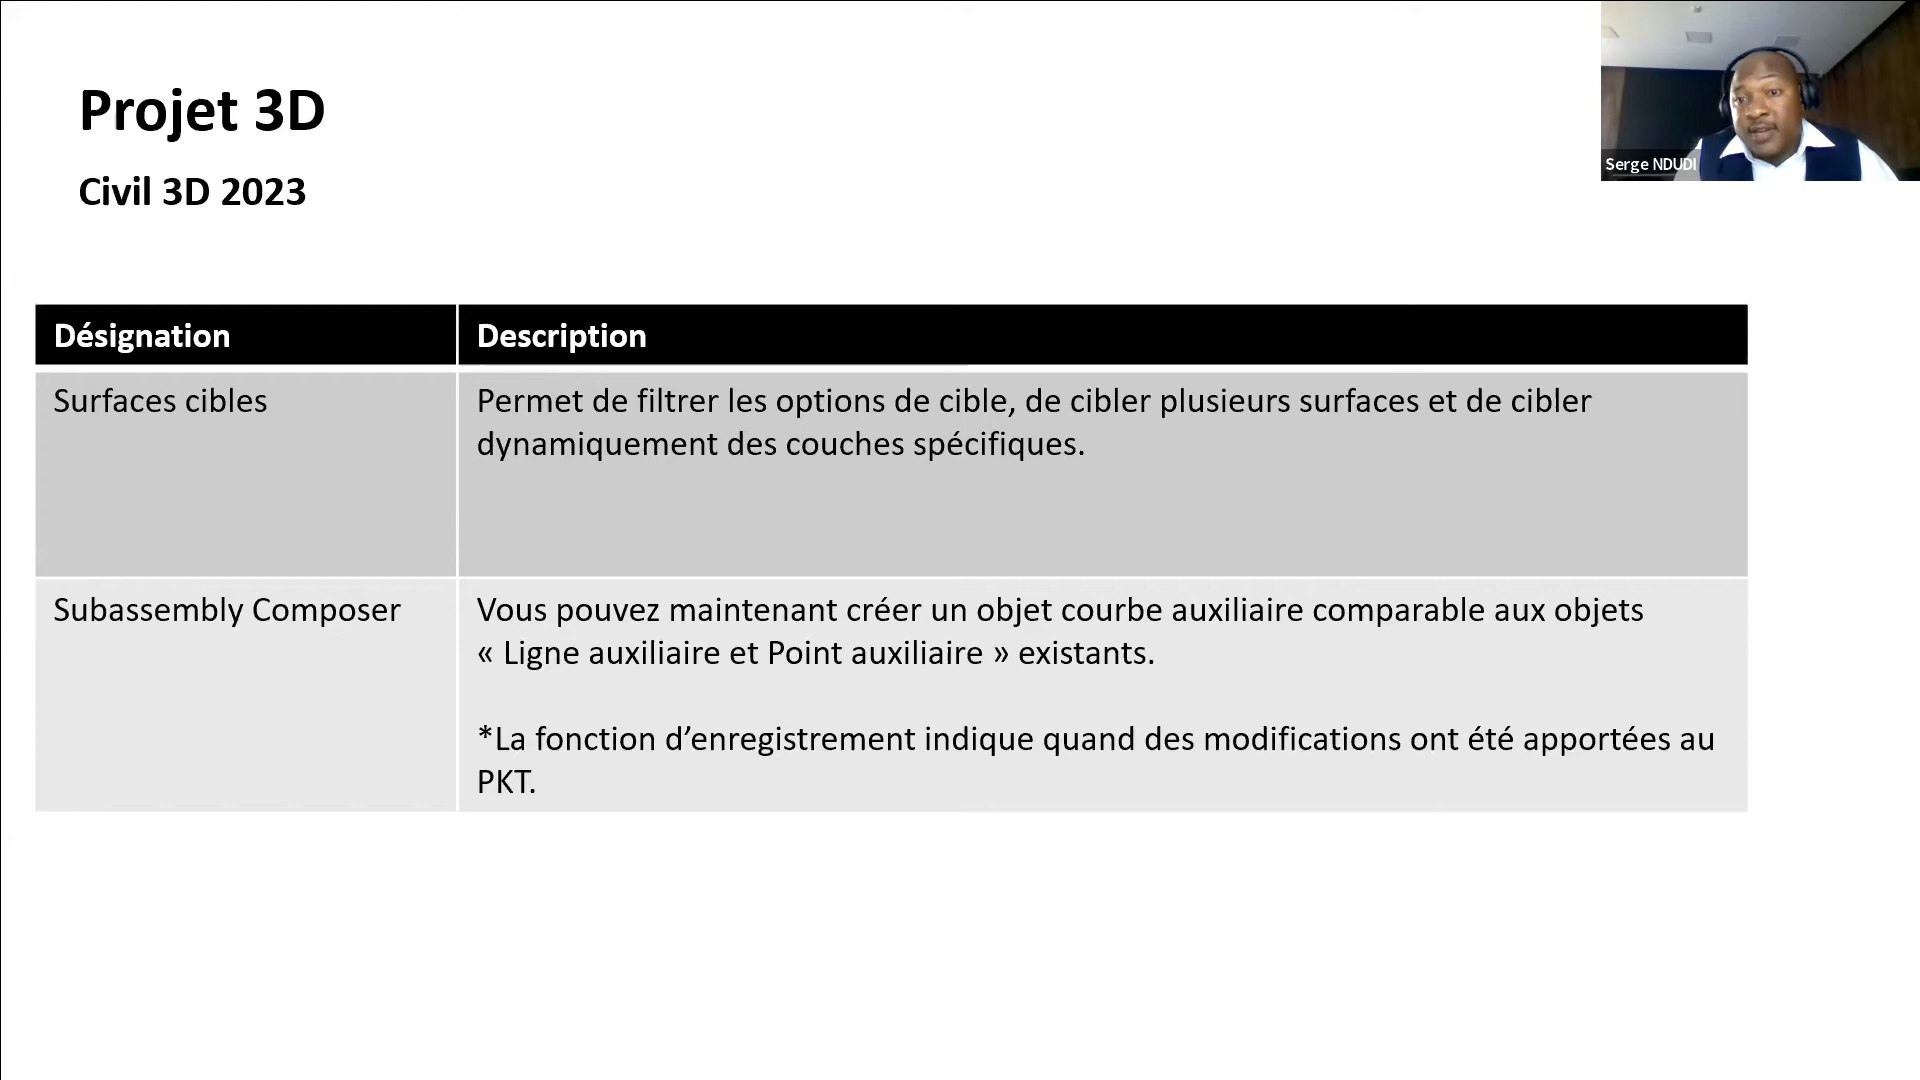 Projet 3D
Civil 3D 2023
Serge NDUDI
Désignation
Description
Surfaces cibles
Permet de filtrer les options de cible, de cibler plusieurs surfaces et de cibler
dynamiquement des couches spécifiques.
Subassembly Composer
Vous pouvez maintenant créer un objet courbe auxiliaire comparable aux objets
« Ligne auxiliaire et Point auxiliaire » existants.
*La fonction d’enregistrement indique quand des modifications ont été apportées au
PKT.